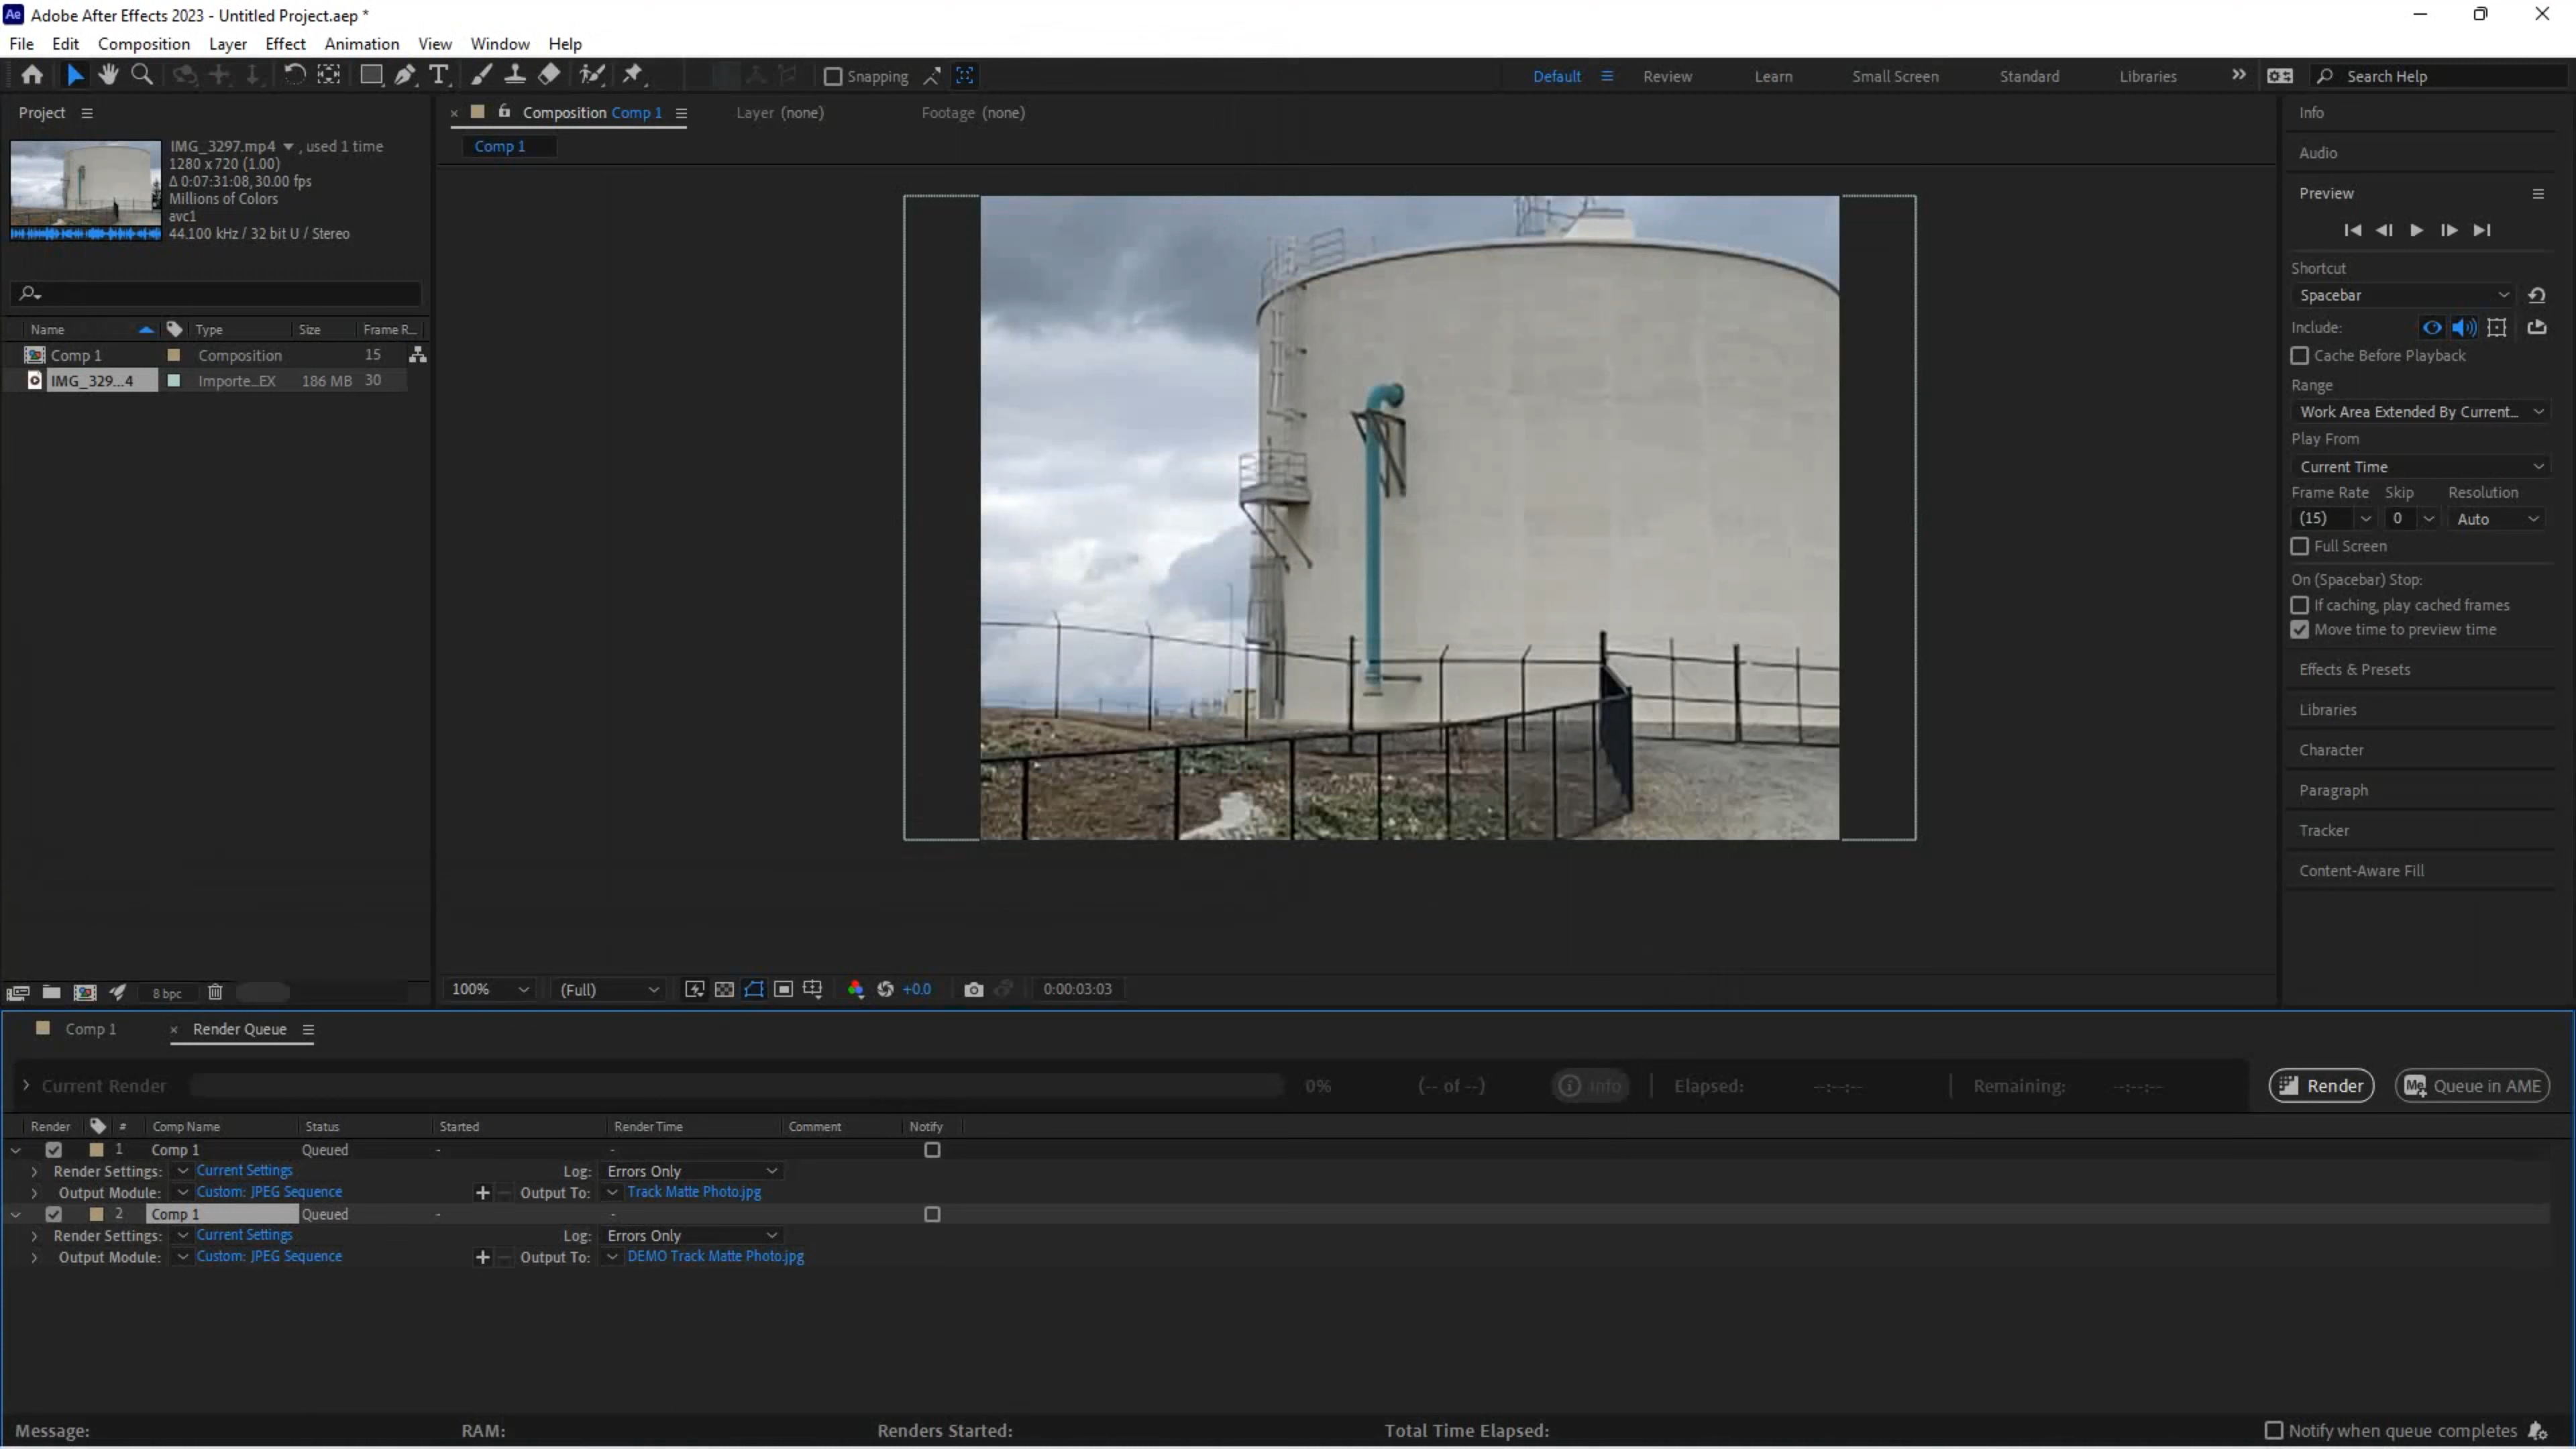 Ae Adobe After Effects 2023 - Untitled Project.aep *
File Edit Composition Layer Effect Animation View Window Help
T Snapping Default Review Learn Small Screen Standard Libraries Search Help
Project
Composition Comp 1 Layer (none) Footage (none)
Comp 1
IMG_3297.mp4 , used 1 time
1280 x 720 (1.00)
Δ 0:07:31:08, 30.00 fps
Millions of Colors
avc1
44.100 kHz / 32 bit U / Stereo
Name Type Size Frame R...
Comp 1 Composition 15
IMG_329...4 Importe...EX 186 MB 30
8 bpc
100% (Full) +0.0 0:00:03:03
Info
Audio
Preview
Shortcut
Spacebar
Include:
Cache Before Playback
Range
Work Area Extended By Current...
Play From
Current Time
Frame Rate Skip Resolution
(15) 0 Auto
Full Screen
On (Spacebar) Stop:
If caching, play cached frames
Move time to preview time
Effects & Presets
Libraries
Character
Paragraph
Tracker
Content-Aware Fill
Comp 1 Render Queue
Current Render 0% (-- of --) Info Elapsed: --:--:-- Remaining: --:--:-- Render Me Queue in AME
Render # Comp Name Status Started Render Time Comment Notify
1 Comp 1 Queued - -
Render Settings: Current Settings Log: Errors Only
Output Module: Custom: JPEG Sequence Output To: Track Matte Photo.jpg
2 Comp 1 Queued - -
Render Settings: Current Settings Log: Errors Only
Output Module: Custom: JPEG Sequence Output To: DEMO Track Matte Photo.jpg
Message: RAM: Renders Started: Total Time Elapsed: Notify when queue completes